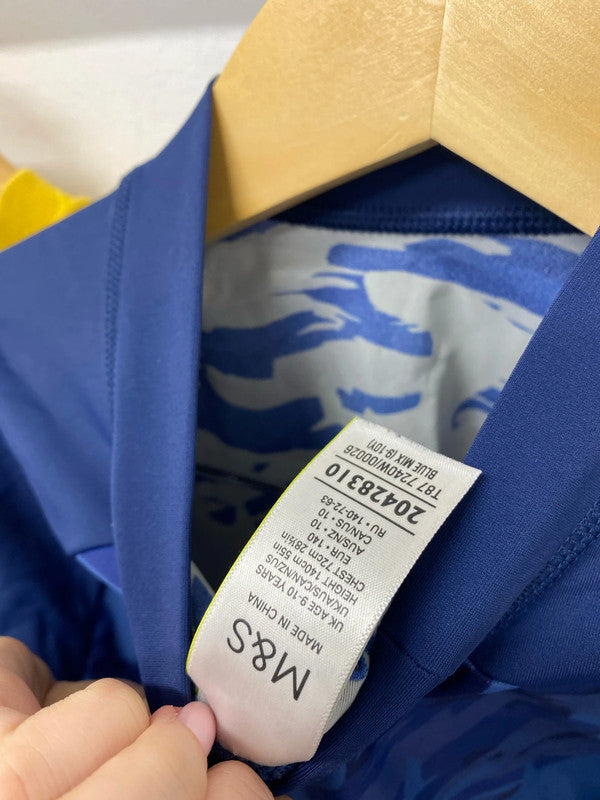 M&S
MADE IN CHINA
UK AGE 9-10 YEARS
UK/AUS/CAN/NZ/US
HEIGHT 140cm 55in
CHEST 72cm 28½in
EUR • 140
AUS/NZ • 10
CAN/US • 10
RU • 140-72-63
20428310
T87 7240W/00026
BLUE MIX (9-10Y)